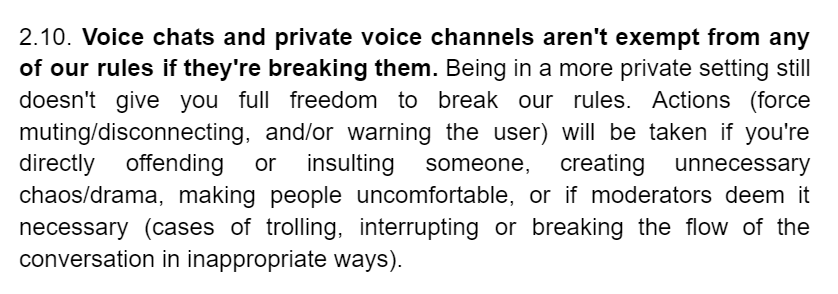 2.10. Voice chats and private voice channels aren't exempt from any
of our rules if they're breaking them. Being in a more private setting still
doesn't give you full freedom to break our rules. Actions (force
muting/disconnecting, and/or warning the user) will be taken if you're
directly offending or insulting someone, creating unnecessary
chaos/drama, making people uncomfortable, or if moderators deem it
necessary (cases of trolling, interrupting or breaking the flow of the
conversation in inappropriate ways).